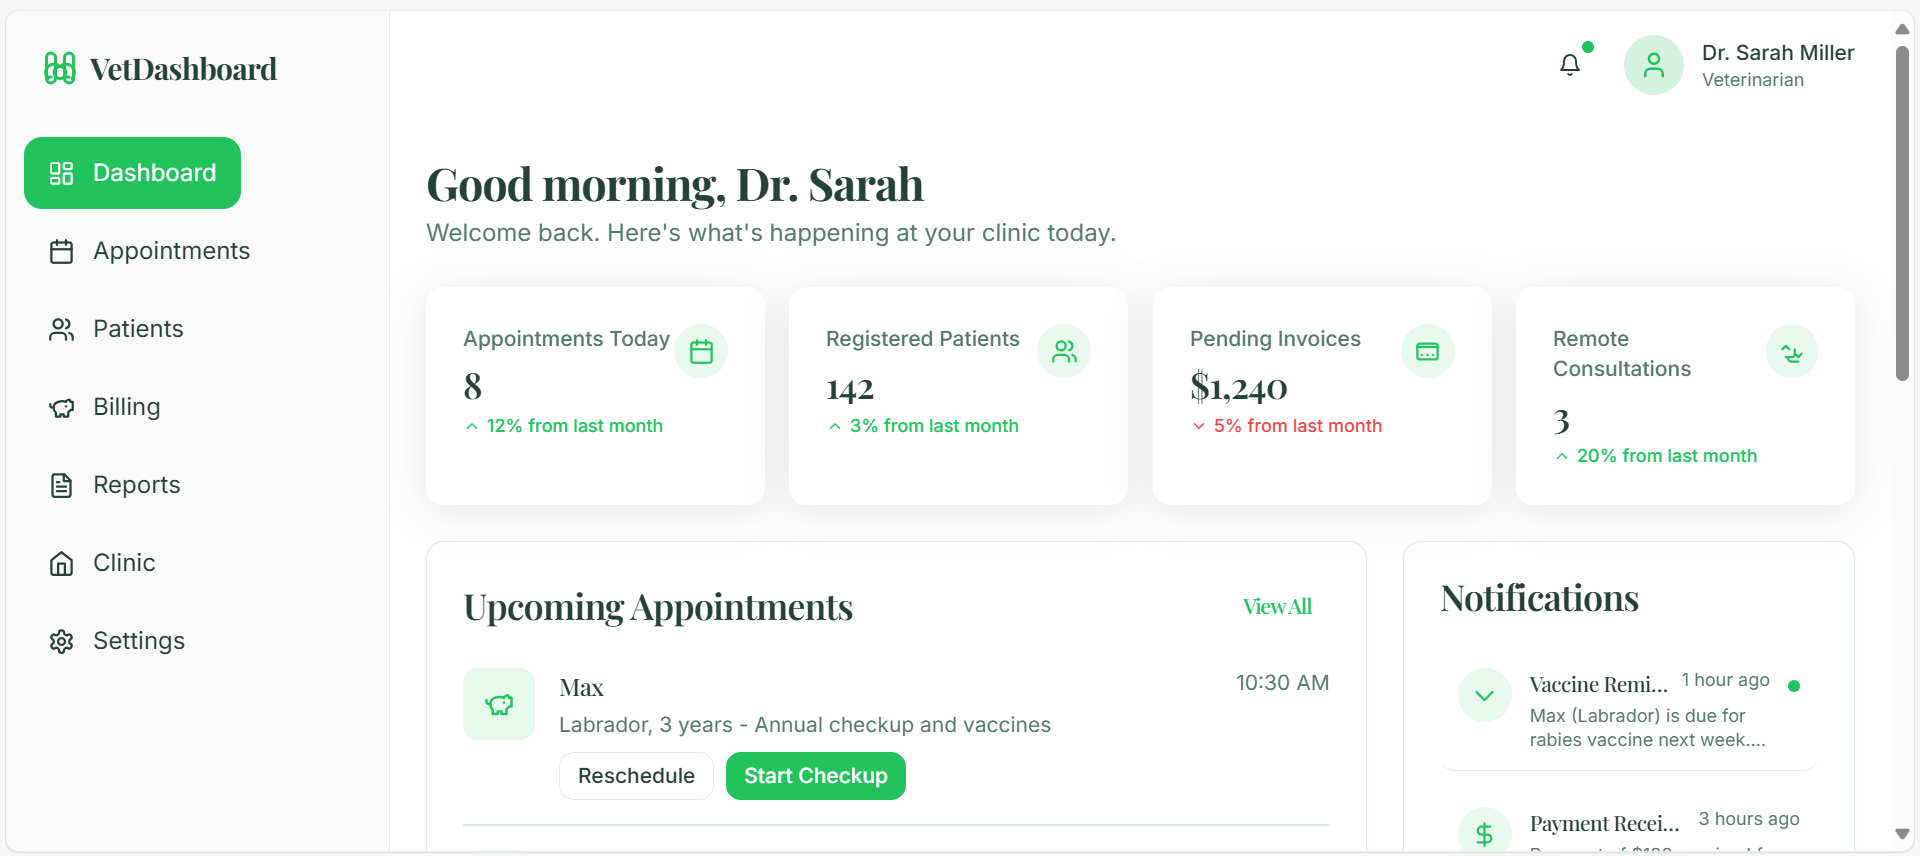 VetDashboard
Dashboard
Appointments
Patients
Billing
Reports
Clinic
Settings
Dr. Sarah Miller
Veterinarian
Good morning, Dr. Sarah
Welcome back. Here's what's happening at your clinic today.
Appointments Today
8
12% from last month
Registered Patients
142
3% from last month
Pending Invoices
$1,240
5% from last month
Remote
Consultations
3
20% from last month
Upcoming Appointments
View All
Max
10:30 AM
Labrador, 3 years - Annual checkup and vaccines
Reschedule
Start Checkup
Notifications
Vaccine Remi...
1 hour ago
Max (Labrador) is due for
rabies vaccine next week....
Payment Recei...
3 hours ago